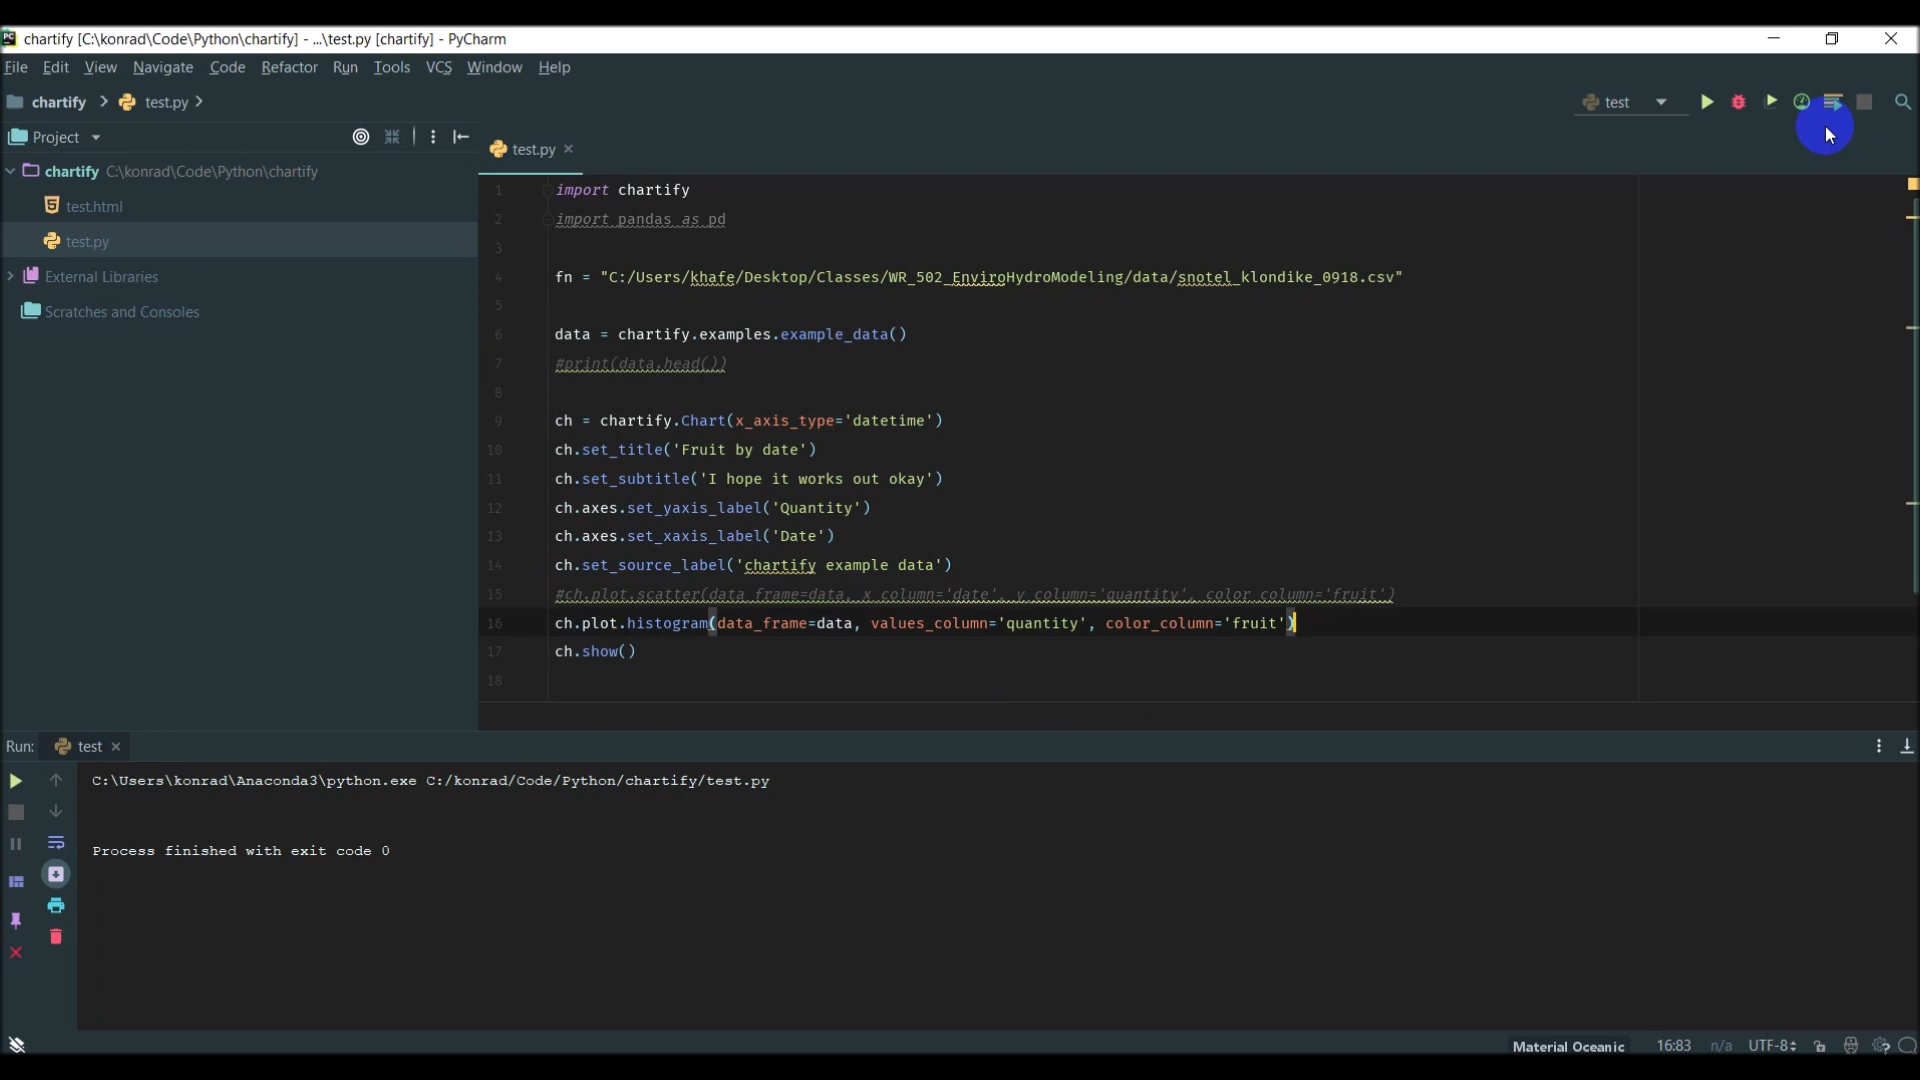 chartify [C:\konrad\Code\Python\chartify] - ...\test.py [chartify] - PyCharm
File Edit View Navigate Code Refactor Run Tools VCS Window Help
chartify test.py test
Project
test.py
chartify C:\konrad\Code\Python\chartify
test.html
test.py
External Libraries
Scratches and Consoles
1 import chartify
2 import pandas as pd
3
4 fn = "C:/Users/khafe/Desktop/Classes/WR_502_EnviroHydroModeling/data/snotel_klondike_0918.csv"
5
6 data = chartify.examples.example_data()
7 #print(data.head())
8
9 ch = chartify.Chart(x_axis_type='datetime')
10 ch.set_title('Fruit by date')
11 ch.set_subtitle('I hope it works out okay')
12 ch.axes.set_yaxis_label('Quantity')
13 ch.axes.set_xaxis_label('Date')
14 ch.set_source_label('chartify example data')
15 #ch.plot.scatter(data_frame=data, x_column='date', y_column='quantity', color_column='fruit')
16 ch.plot.histogram(data_frame=data, values_column='quantity', color_column='fruit')
17 ch.show()
18
Run: test
C:\Users\konrad\Anaconda3\python.exe C:/konrad/Code/Python/chartify/test.py
Process finished with exit code 0
Material Oceanic 16:83 n/a UTF-8